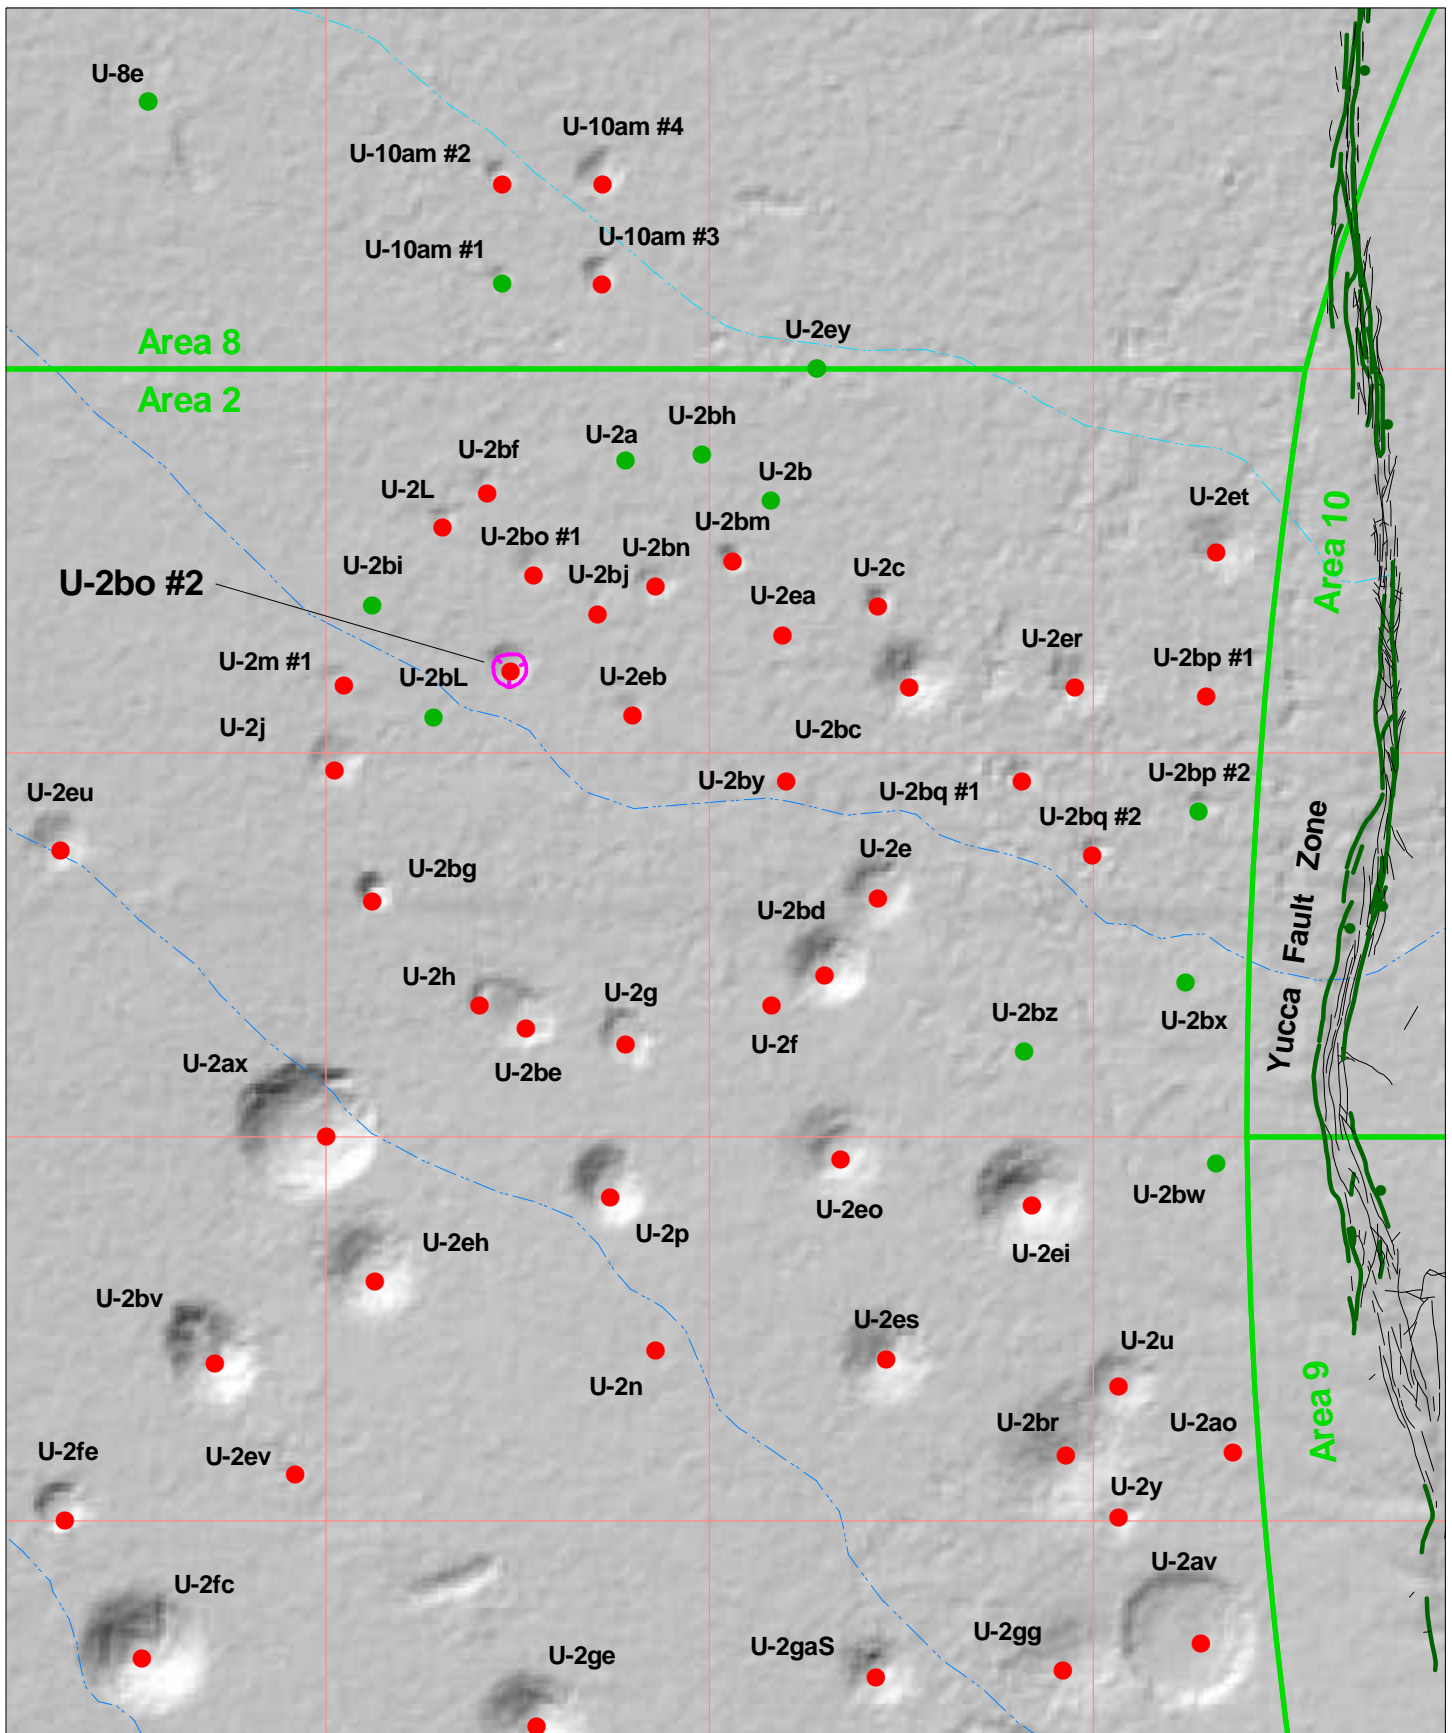 U-8e
U-10am #4
U-10am #2
U-10am #3
U-10am #1
U-2ey
Area 8
Area 2
U-2bh
U-2a
U-2bf
U-2b
U-2L
U-2et
U-2bm
U-2bo #1
U-2bn
Area 10
U-2bi
U-2bj
U-2c
U-2bo #2
U-2ea
U-2er
U-2bp #1
U-2m #1
U-2bL
U-2eb
U-2j
U-2bc
U-2bp #2
U-2by
U-2bq #1
U-2eu
U-2bq #2
U-2e
U-2bg
U-2bd
Yucca Fault Zone
U-2h
U-2g
U-2bz
U-2bx
U-2f
U-2ax
U-2be
U-2bw
U-2eo
U-2p
U-2eh
U-2ei
U-2bv
U-2es
U-2u
U-2n
Area 9
U-2br
U-2ao
U-2fe
U-2ev
U-2y
U-2av
U-2fc
U-2gg
U-2gaS
U-2ge